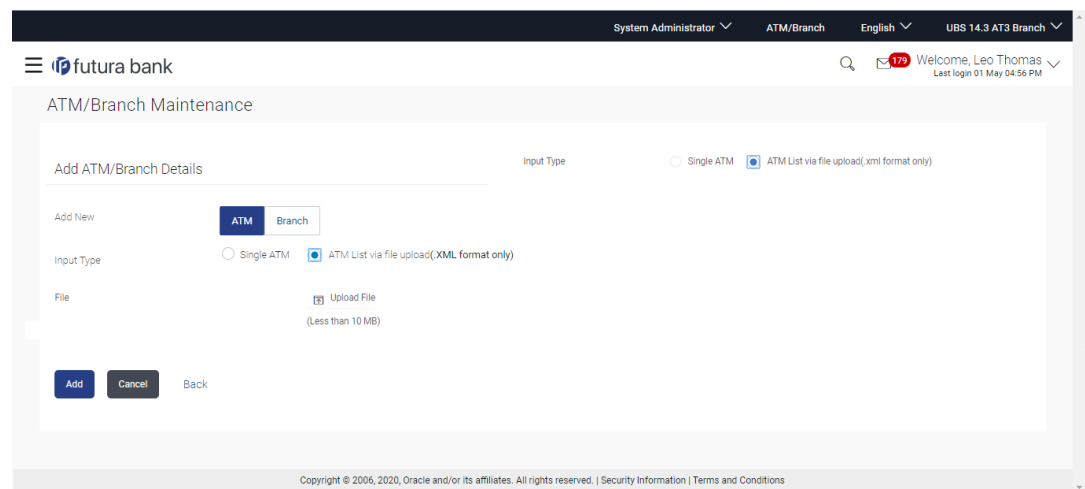 System Administrator ATM/Branch English UBS 14.3 AT3 Branch
futura bank 179 Welcome, Leo Thomas
Last login 01 May 04:56 PM
ATM/Branch Maintenance
Add ATM/Branch Details
Input Type Single ATM ATM List via file upload(.xml format only)
Add New ATM Branch
Input Type Single ATM ATM List via file upload(.XML format only)
File Upload File
(Less than 10 MB)
Add Cancel Back
Copyright © 2006, 2020, Oracle and/or its affiliates. All rights reserved. | Security Information | Terms and Conditions